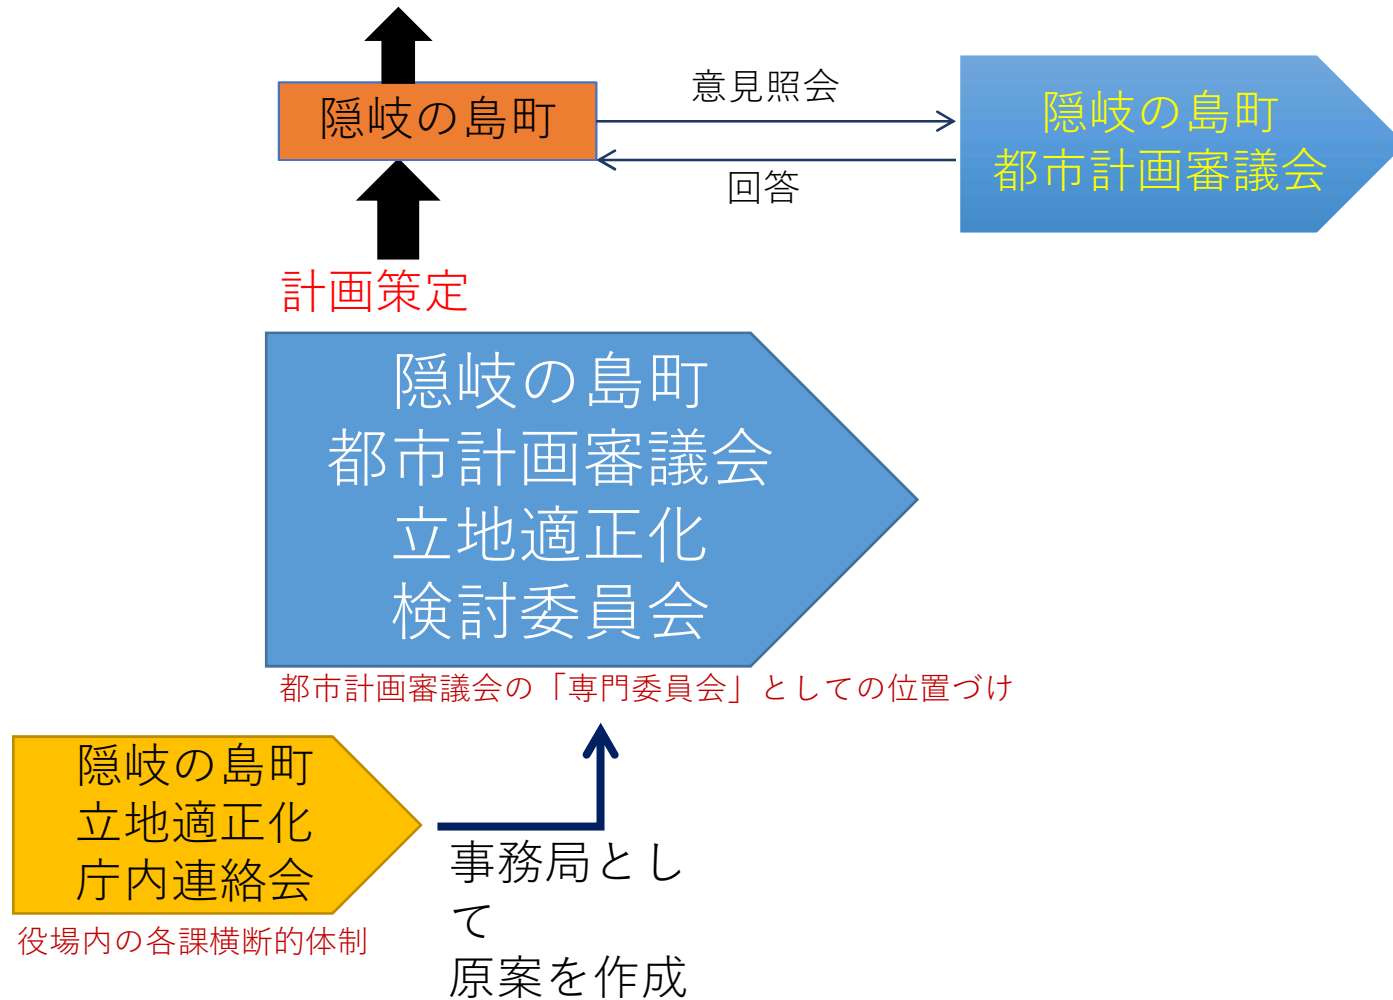 隠岐の島町
意見照会
回答
隠岐の島町
都市計画審議会
計画策定
隠岐の島町
都市計画審議会
立地適正化
検討委員会
都市計画審議会の「専門委員会」としての位置づけ
隠岐の島町
立地適正化
庁内連絡会
役場内の各課横断的体制
事務局とし
て
原案を作成